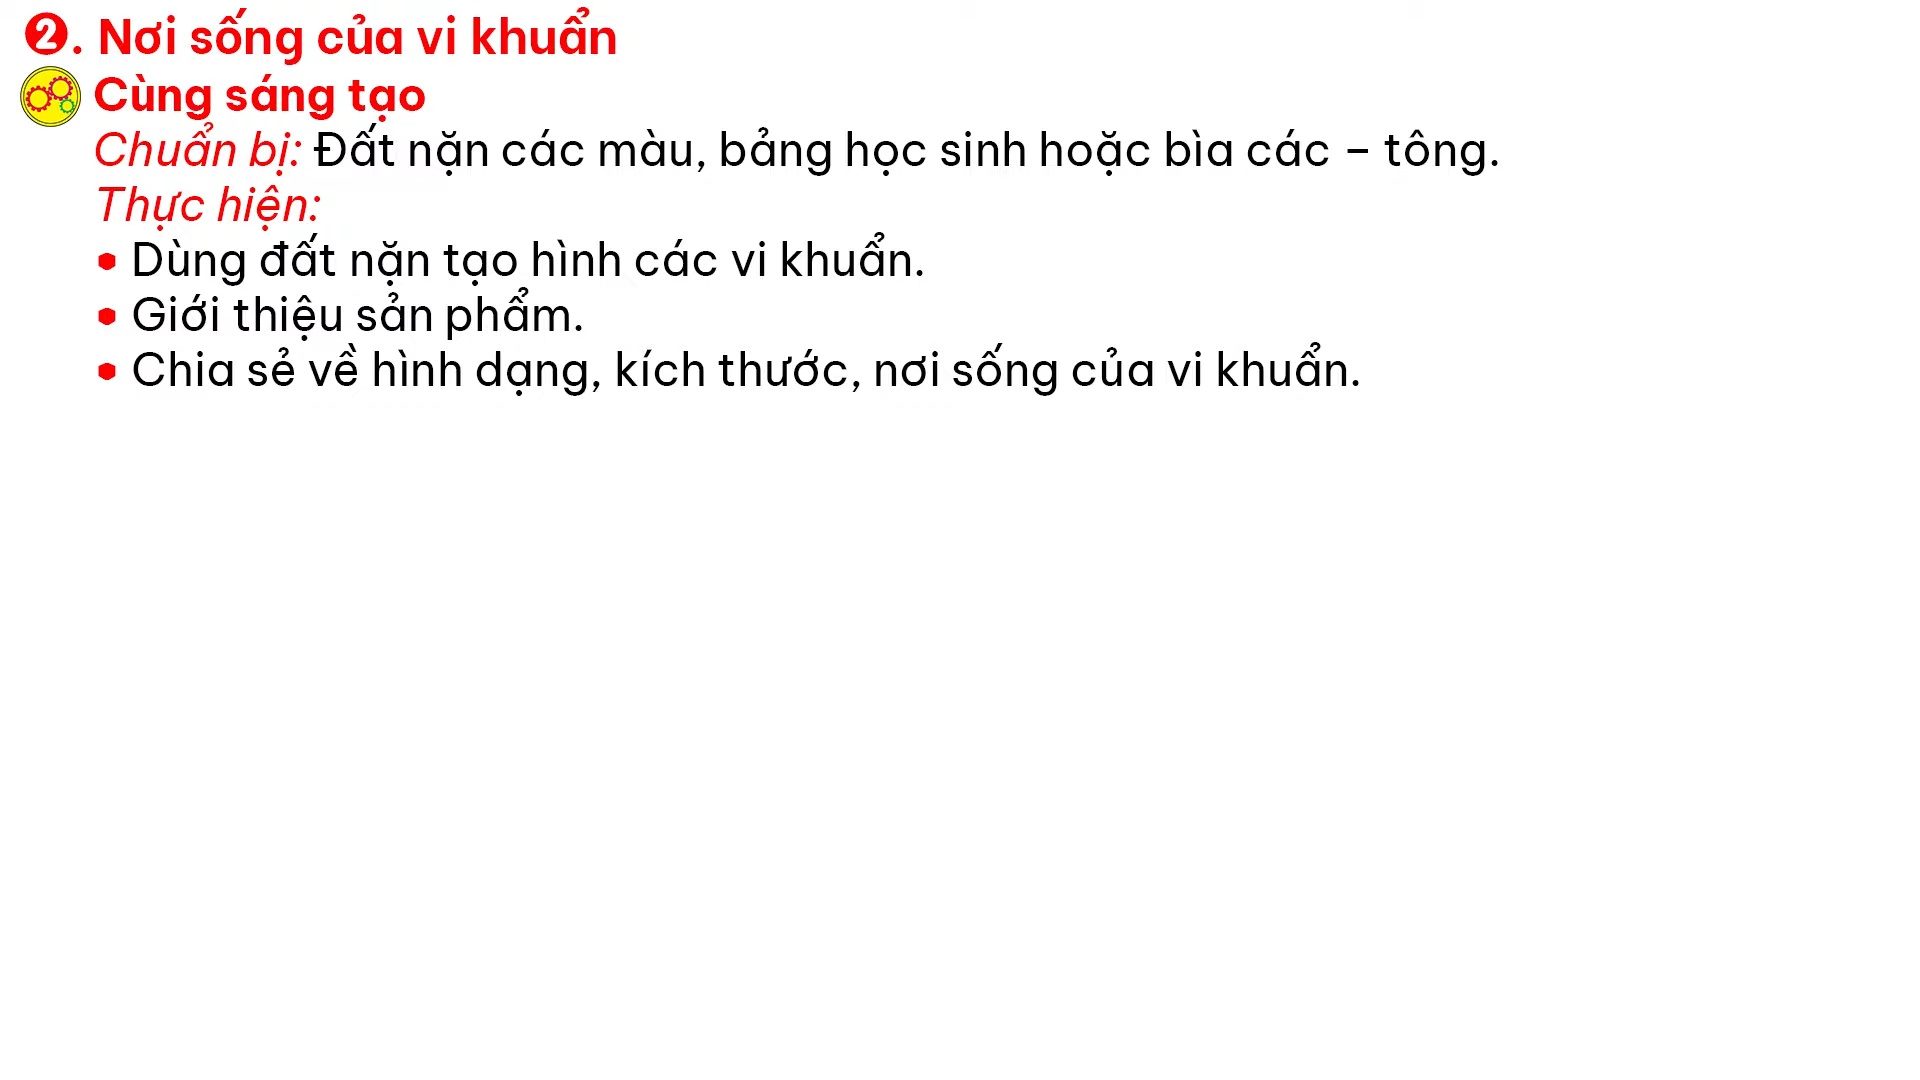 ❷. Nơi sống của vi khuẩn
Cùng sáng tạo
Chuẩn bị: Đất nặn các màu, bảng học sinh hoặc bìa các – tông.
Thực hiện:
• Dùng đất nặn tạo hình các vi khuẩn.
• Giới thiệu sản phẩm.
• Chia sẻ về hình dạng, kích thước, nơi sống của vi khuẩn.